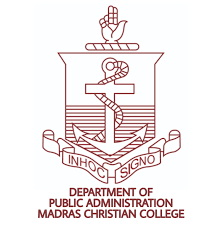 INHOC SIGNO
DEPARTMENT OF
PUBLIC ADMINISTRATION
MADRAS CHRISTIAN COLLEGE